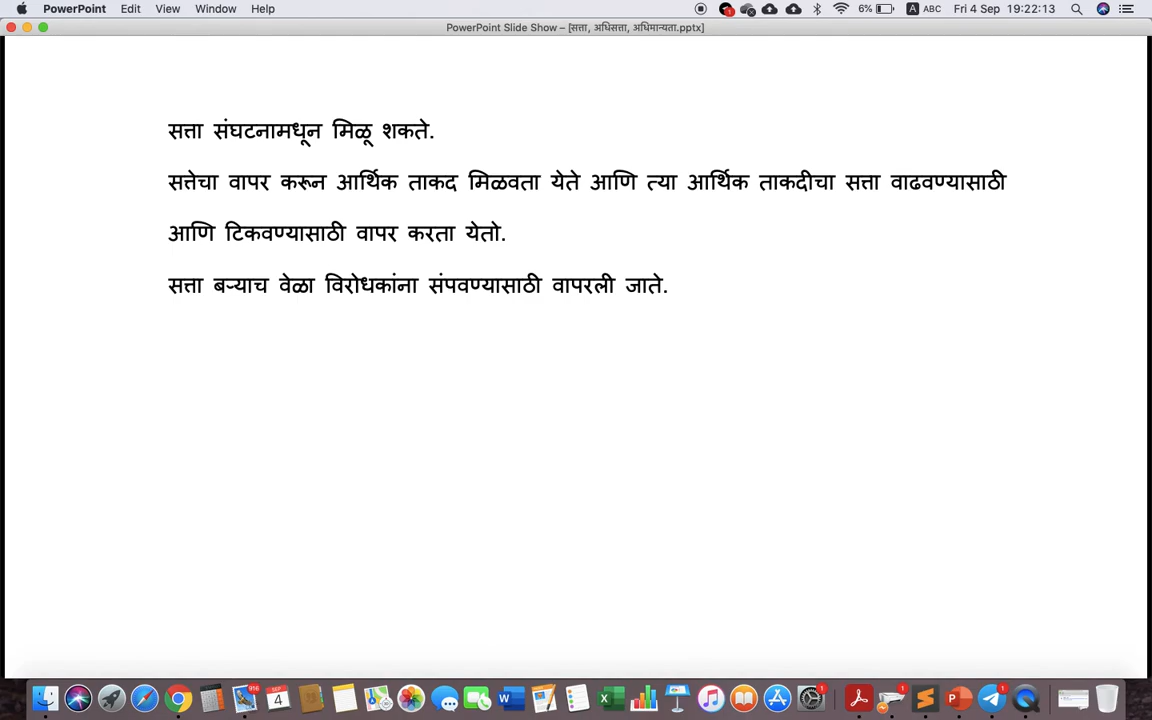 PowerPoint Edit View Window Help 6% A ABC Fri 4 Sep 19:22:13
PowerPoint Slide Show – [सत्ता, अधिसत्ता, अधिमान्यता.pptx]
सत्ता संघटनामधून मिळू शकते.
सत्तेचा वापर करून आर्थिक ताकद मिळवता येते आणि त्या आर्थिक ताकदीचा सत्ता वाढवण्यासाठी
आणि टिकवण्यासाठी वापर करता येतो.
सत्ता बऱ्याच वेळा विरोधकांना संपवण्यासाठी वापरली जाते.